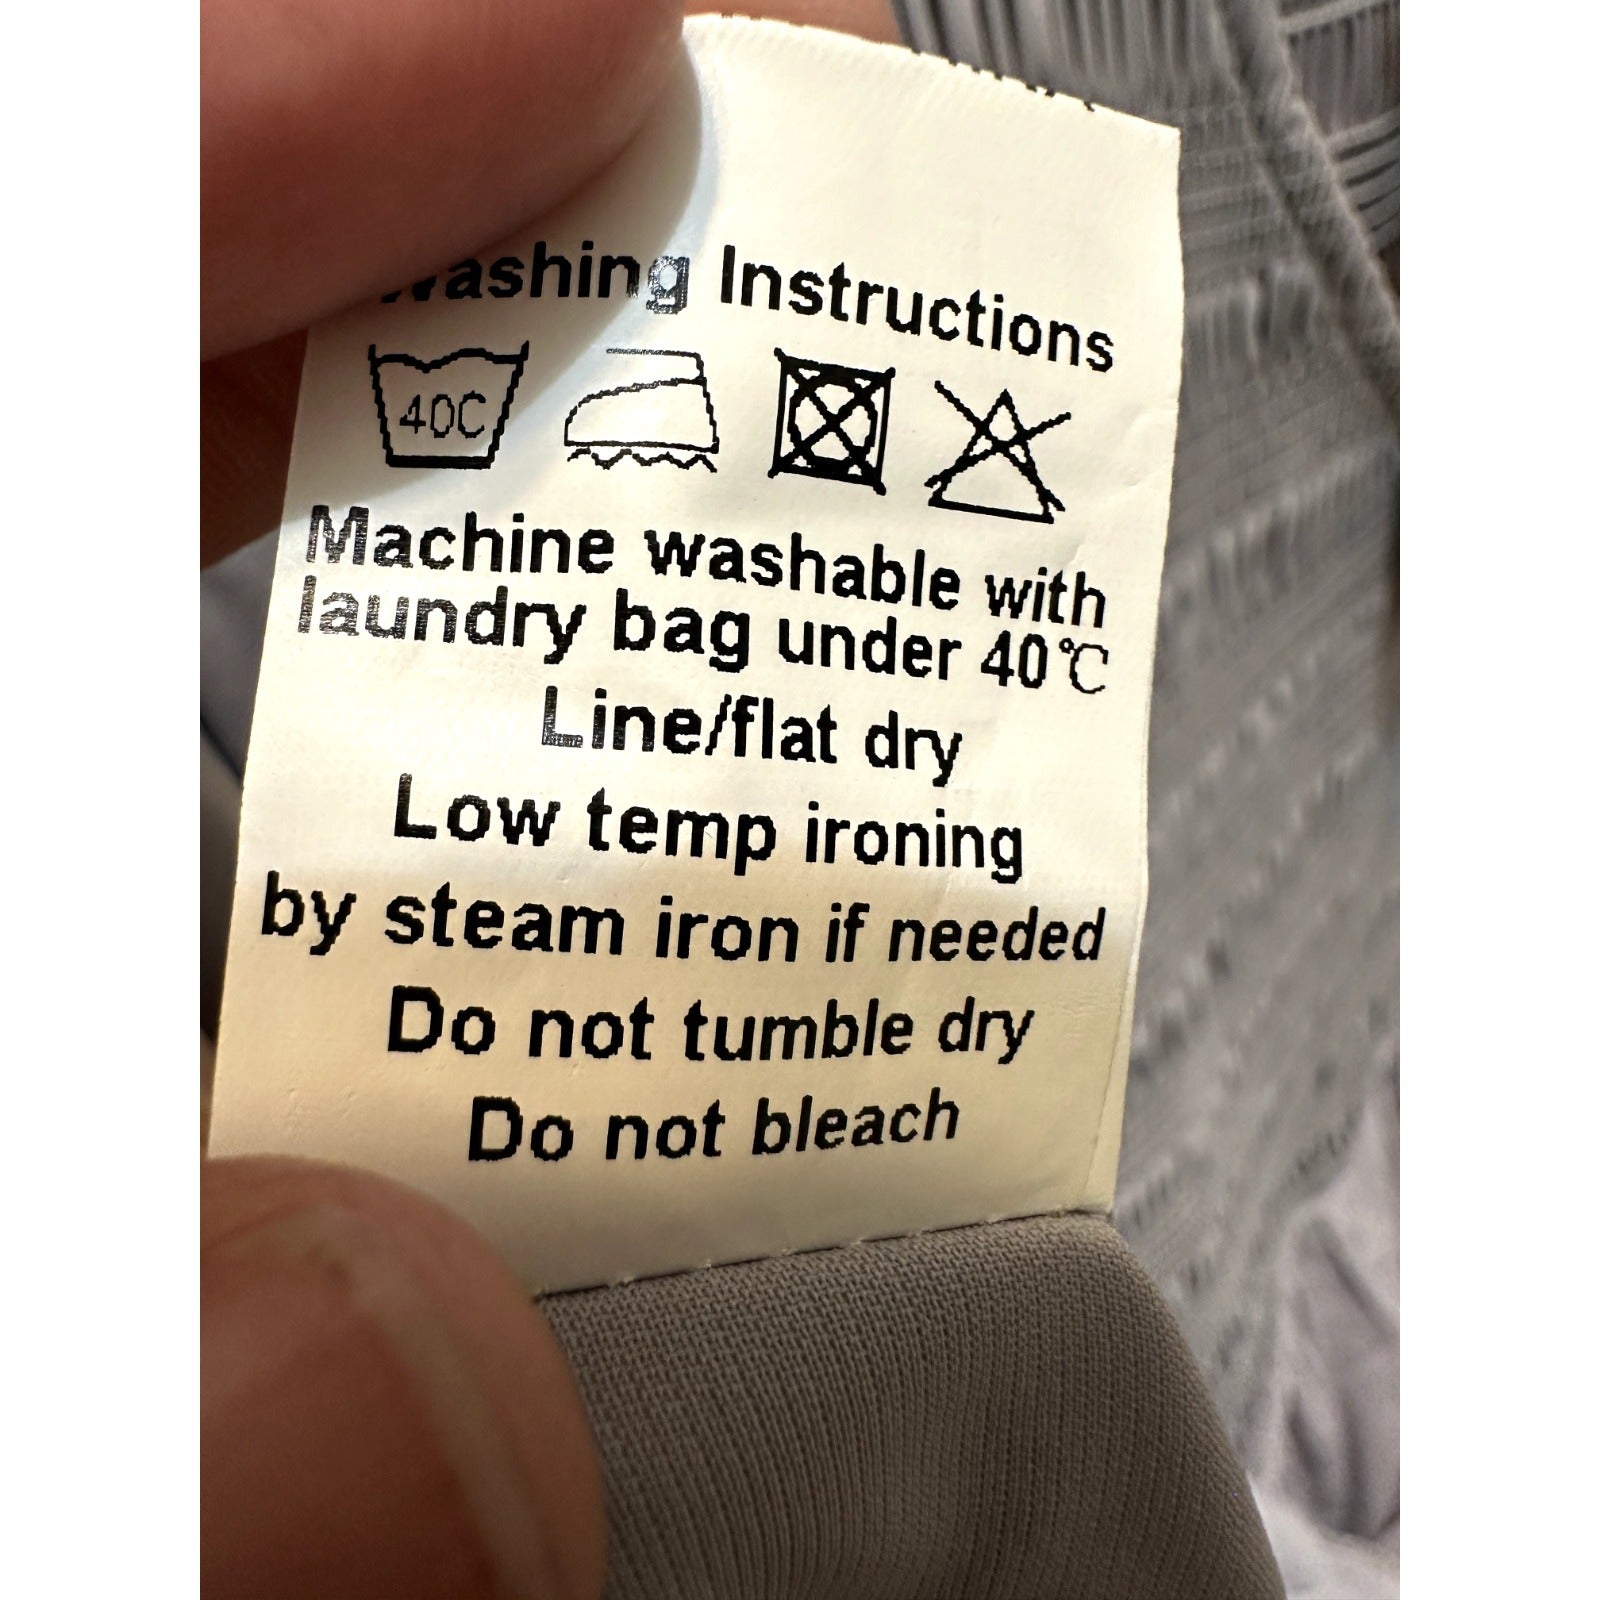 Washing Instructions
40C
Machine washable with
laundry bag under 40℃
Line/flat dry
Low temp ironing
by steam iron if needed
Do not tumble dry
Do not bleach